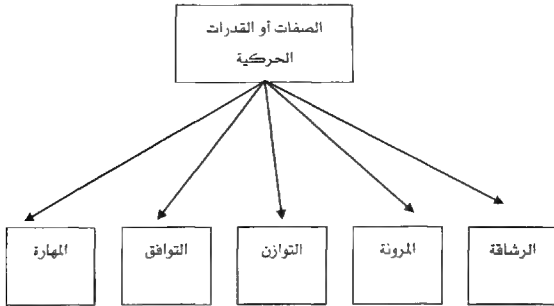 الصفات أو القدرات
الحركية
الرشاقة
المرونة
التوازن
التوافق
المهارة